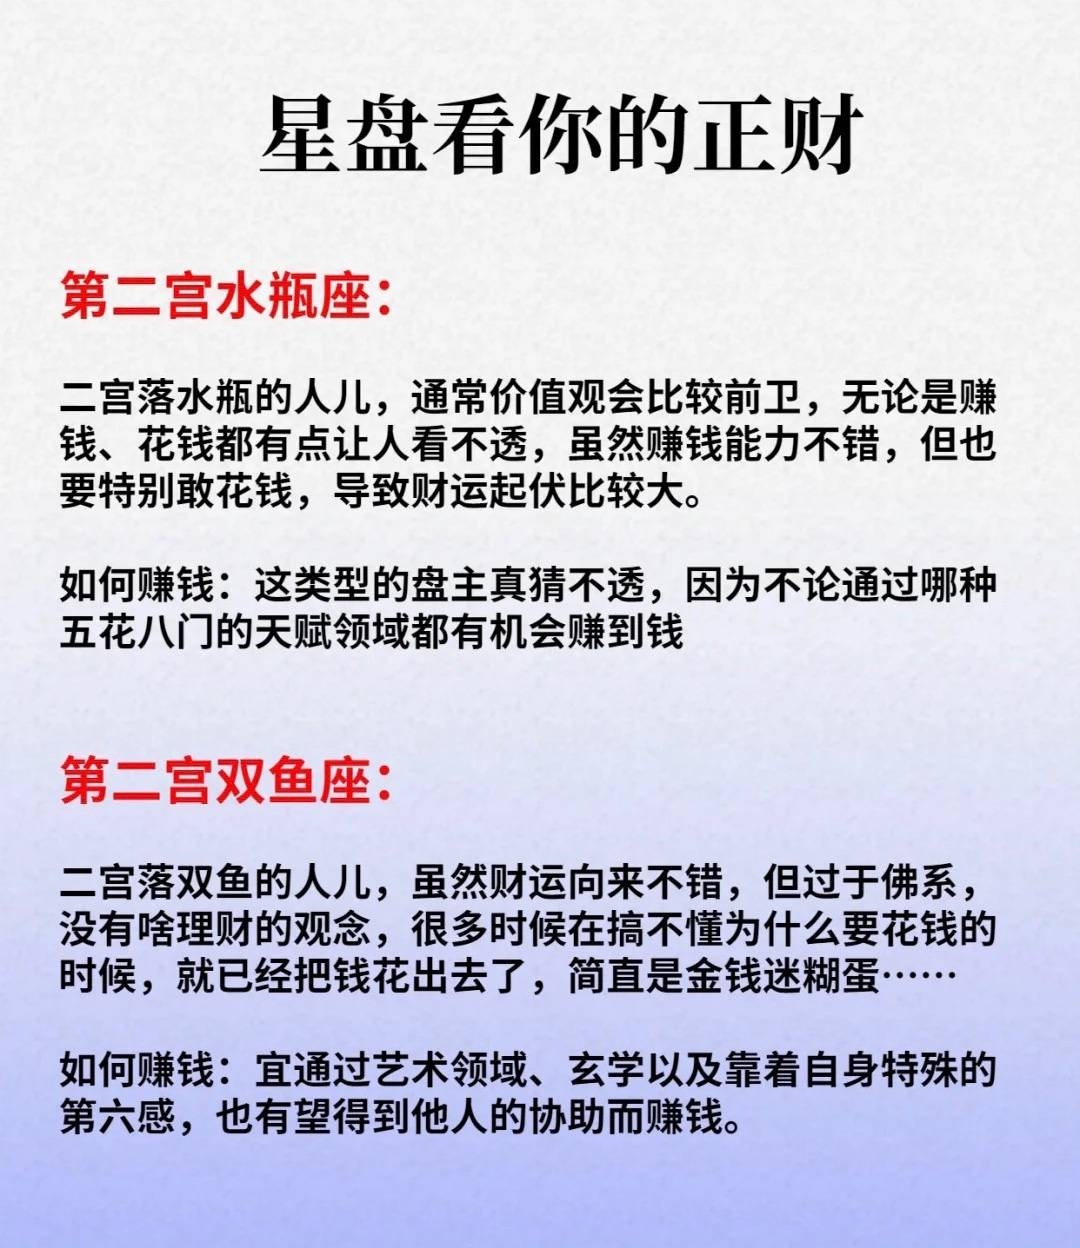 星盘看你的正财
第二宫水瓶座：
二宫落水瓶的人儿，通常价值观会比较前卫，无论是赚
钱、花钱都有点让人看不透，虽然赚钱能力不错，但也
要特别敢花钱，导致财运起伏比较大。
如何赚钱：这类型的盘主真猜不透，因为不论通过哪种
五花八门的天赋领域都有机会赚到钱
第二宫双鱼座：
二宫落双鱼的人儿，虽然财运向来不错，但过于佛系，
没有啥理财的观念，很多时候在搞不懂为什么要花钱的
时候，就已经把钱花出去了，简直是金钱迷糊蛋……
如何赚钱：宜通过艺术领域、玄学以及靠着自身特殊的
第六感，也有望得到他人的协助而赚钱。